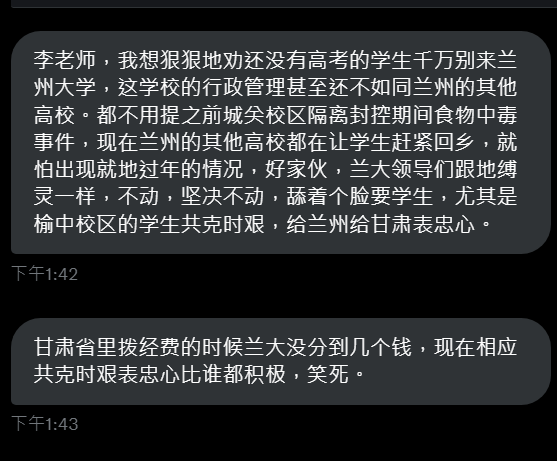 李老师，我想狠狠地劝还没有高考的学生千万别来兰
州大学，这学校的行政管理甚至还不如同兰州的其他
高校。都不用提之前城关校区隔离封控期间食物中毒
事件，现在兰州的其他高校都在让学生赶紧回乡，就
怕出现就地过年的情况，好家伙，兰大领导们跟地缚
灵一样，不动，坚决不动，舔着个脸要学生，尤其是
榆中校区的学生共克时艰，给兰州给甘肃表忠心。
下午1:42
甘肃省里拨经费的时候兰大没分到几个钱，现在相应
共克时艰表忠心比谁都积极，笑死。
下午1:43